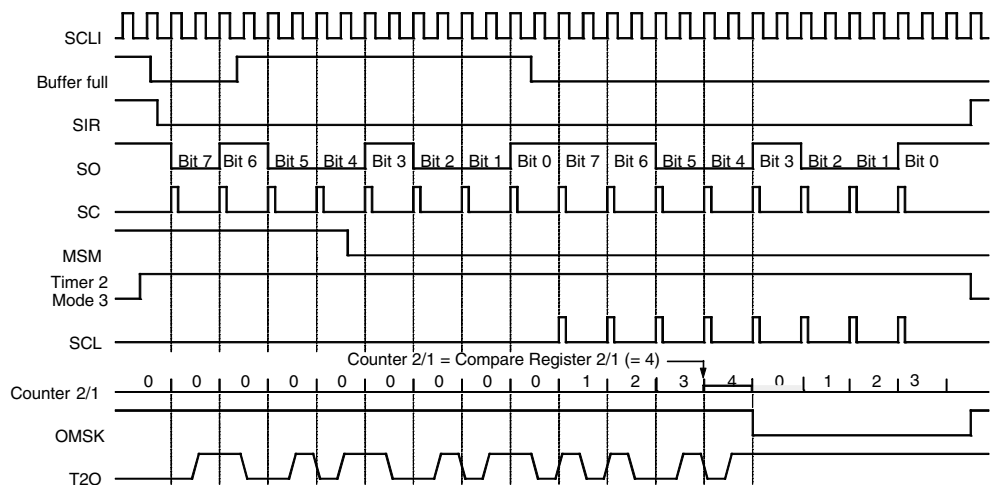 SCLI
Buffer full
SIR
SO Bit 7 Bit 6 Bit 5 Bit 4 Bit 3 Bit 2 Bit 1 Bit 0 Bit 7 Bit 6 Bit 5 Bit 4 Bit 3 Bit 2 Bit 1 Bit 0
SC
MSM
Timer 2
Mode 3
SCL
Counter 2/1 = Compare Register 2/1 (= 4)
Counter 2/1 0 0 0 0 0 0 0 0 0 1 2 3 4 0 1 2 3
OMSK
T2O